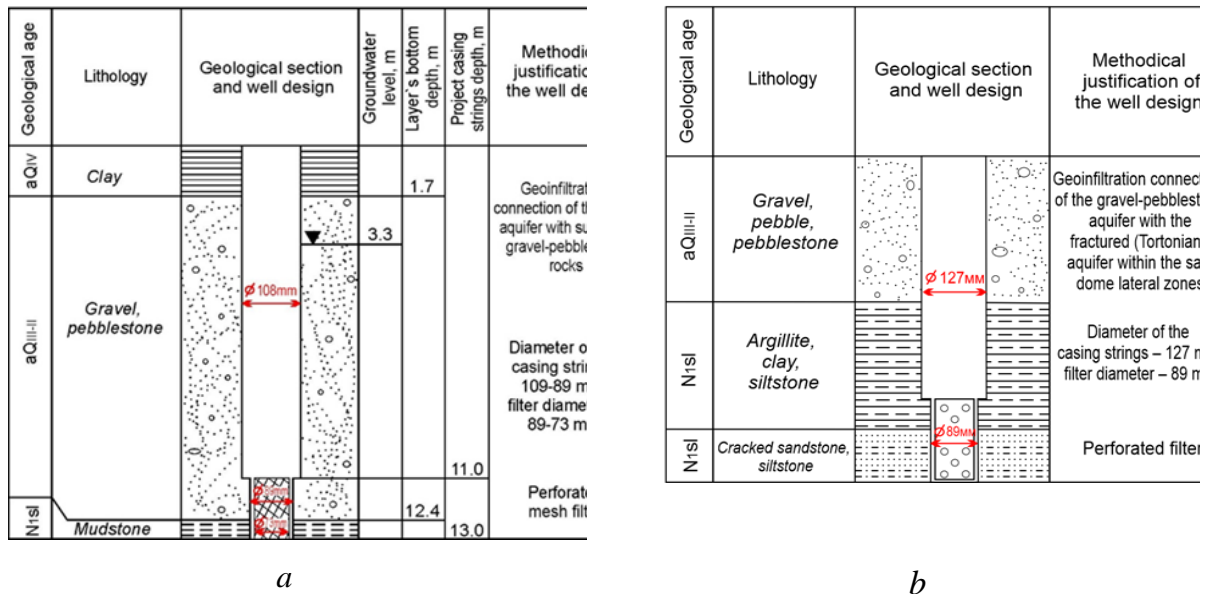 Geological age
Lithology
Geological section
and well design
Groundwater
level, m
Layer`s bottom
depth, m
Project casing
strings depth, m
Methodic
justificatio
the well de
aQIV
Clay
1.7
aQIII-II
Gravel,
pebblestone
3.3
ϕ 108mm
Geoinfiltrat
connection of th
aquifer with su
gravel-pebble
rocks
Diameter o
casing strin
109-89 m
filter diamet
89-73 m
11.0
Perforat
mesh filt
12.4
N1sl
Mudstone
13.0
a
Geological age
Lithology
Geological section
and well design
Methodical
justification of
the well design
aQIII-II
Gravel,
pebble,
pebblestone
ϕ 127мм
Geoinfiltration connect
of the gravel-pebblest
aquifer with the
fractured (Tortonian
aquifer within the sa
dome lateral zones
N1sl
Argillite,
clay,
siltstone
Diameter of the
casing strings – 127 m
filter diameter – 89 m
N1sl
Cracked sandstone,
siltstone
ϕ89мм
Perforated filter
b